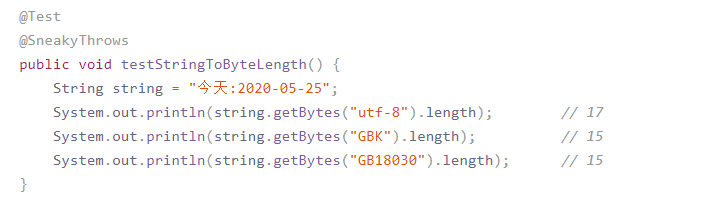 @Test
@SneakyThrows
public void testStringToByteLength() {
    String string = "今天:2020-05-25";
    System.out.println(string.getBytes("utf-8").length);        // 17
    System.out.println(string.getBytes("GBK").length);          // 15
    System.out.println(string.getBytes("GB18030").length);      // 15
}